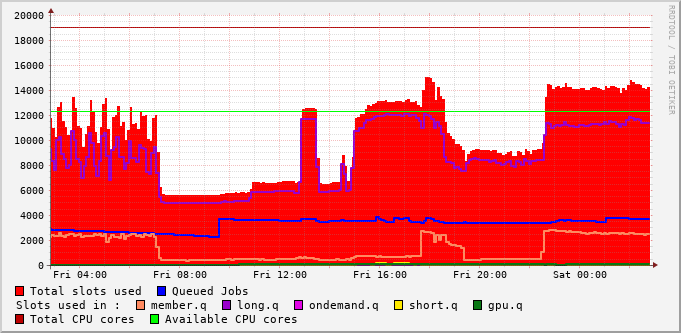 20000
18000
16000
14000
12000
10000
8000
6000
4000
2000
0
Fri 04:00 Fri 08:00 Fri 12:00 Fri 16:00 Fri 20:00 Sat 00:00
RRDTOOL / TOBI OETIKER
Total slots used Queued Jobs
Slots used in : member.q long.q ondemand.q short.q gpu.q
Total CPU cores Available CPU cores